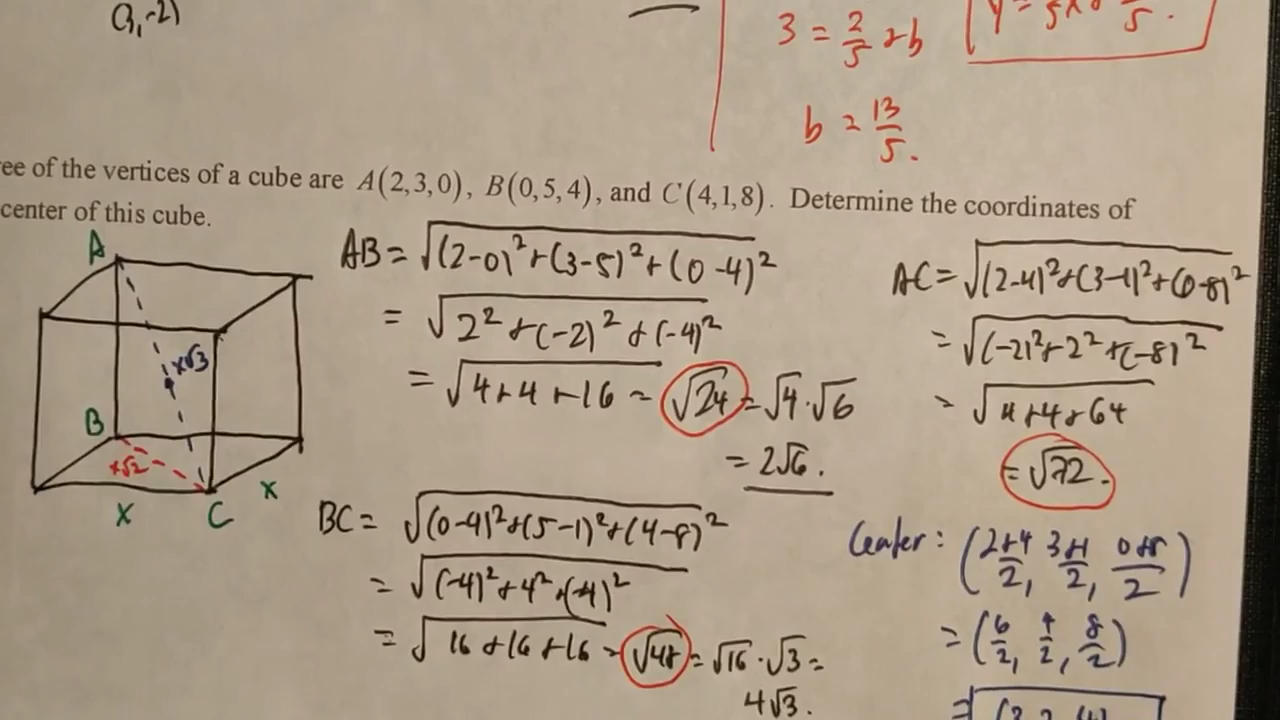 (1,-2)
3 = 2/5 + b
b = 13/5.
ee of the vertices of a cube are A(2,3,0), B(0,5,4), and C(4,1,8). Determine the coordinates of
center of this cube.
A
B
C
x√3
x√2
x
x
AB = √(2-0)²+(3-5)²+(0-4)²
= √2²+(-2)²+(-4)²
= √4+4+16 = √24 = √4·√6
= 2√6.
BC = √(0-4)²+(5-1)²+(4-8)²
= √(-4)²+4²+(-4)²
= √16+16+16 = √48 = √16·√3 =
4√3.
AC = √(2-4)²+(3-1)²+(0-8)²
= √(-2)²+2²+(-8)²
= √4+4+64
= √72.
Center: (2+4/2, 3+1/2, 0+8/2)
= (6/2, 4/2, 8/2)